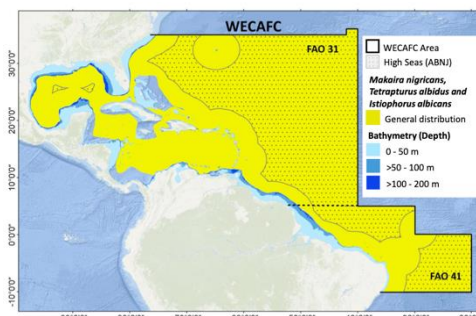 WECAFC
FAO 31
WECAFC Area
High Seas (ABNJ)
Makaira nigricans,
Tetrapturus albidus and
Istiophorus albicans
General distribution
Bathymetry (Depth)
0 - 50 m
>50 - 100 m
>100 - 200 m
30°0'0"
20°0'0"
10°0'0"
0°0'0"
-10°0'0"
FAO 41